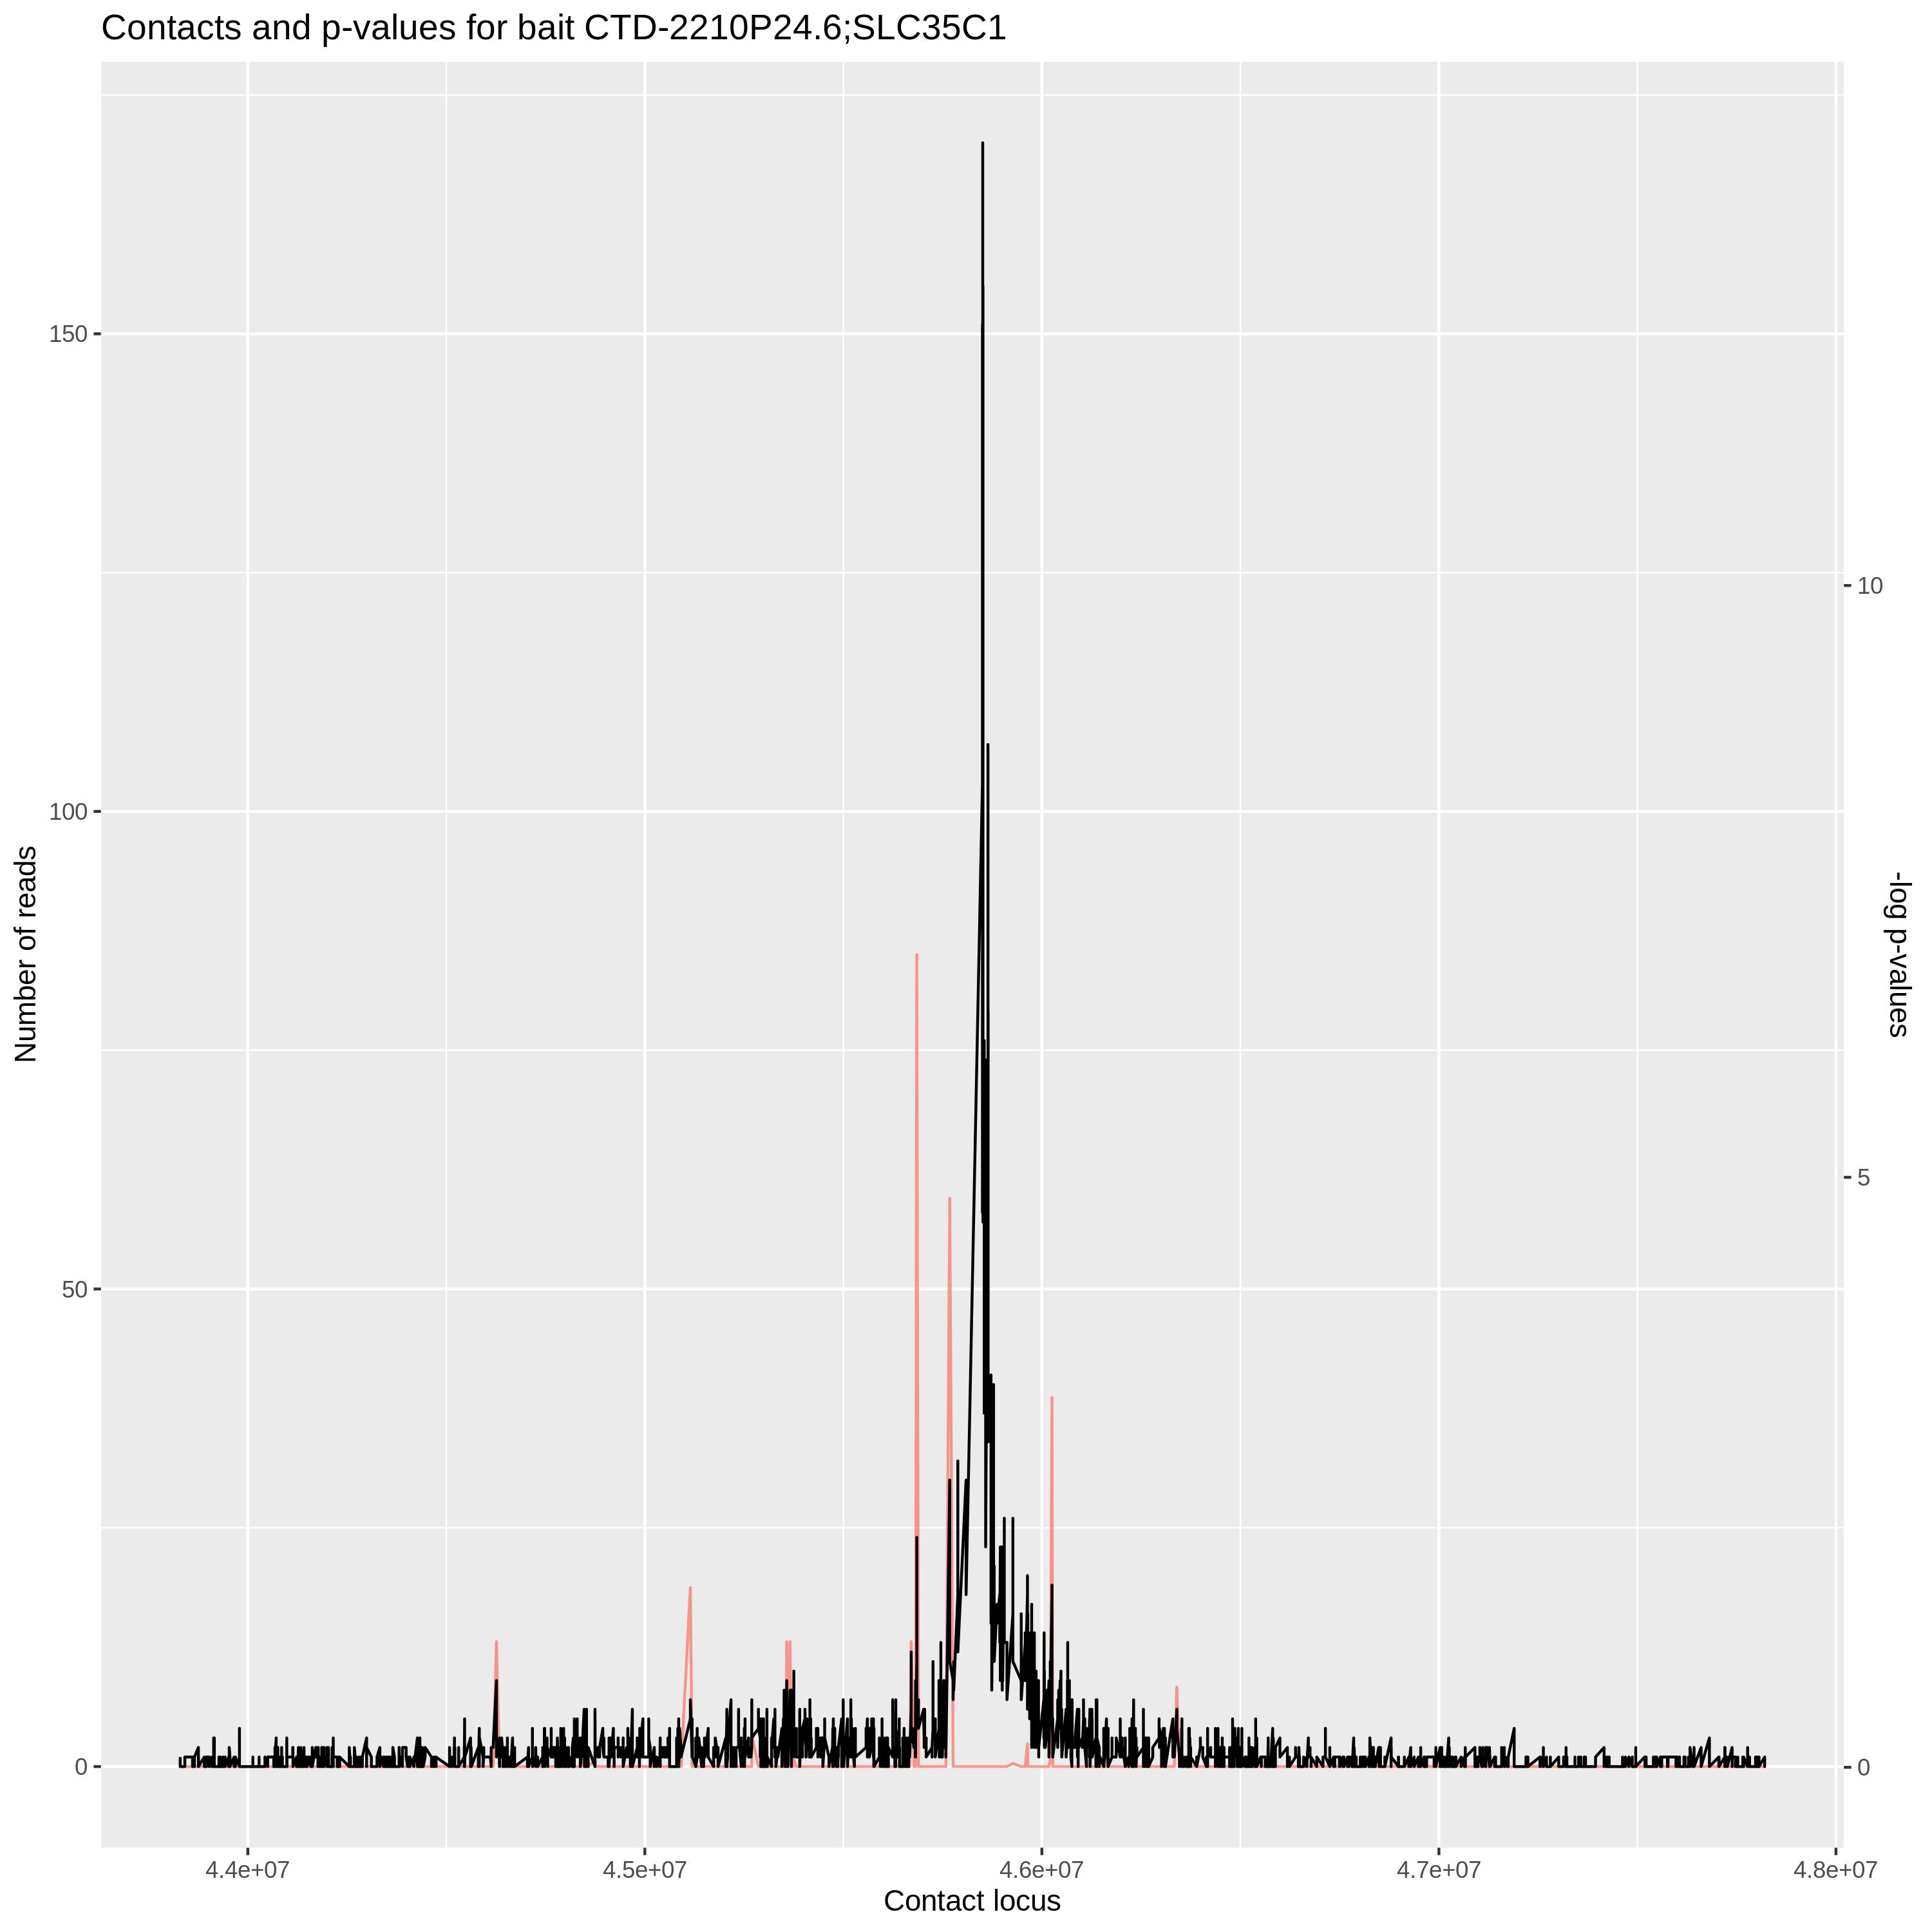 Contacts and p-values for bait CTD-2210P24.6;SLC35C1
150
100
50
0
Number of reads
10
5
0
-log p-values
4.4e+07 4.5e+07 4.6e+07 4.7e+07 4.8e+07
Contact locus